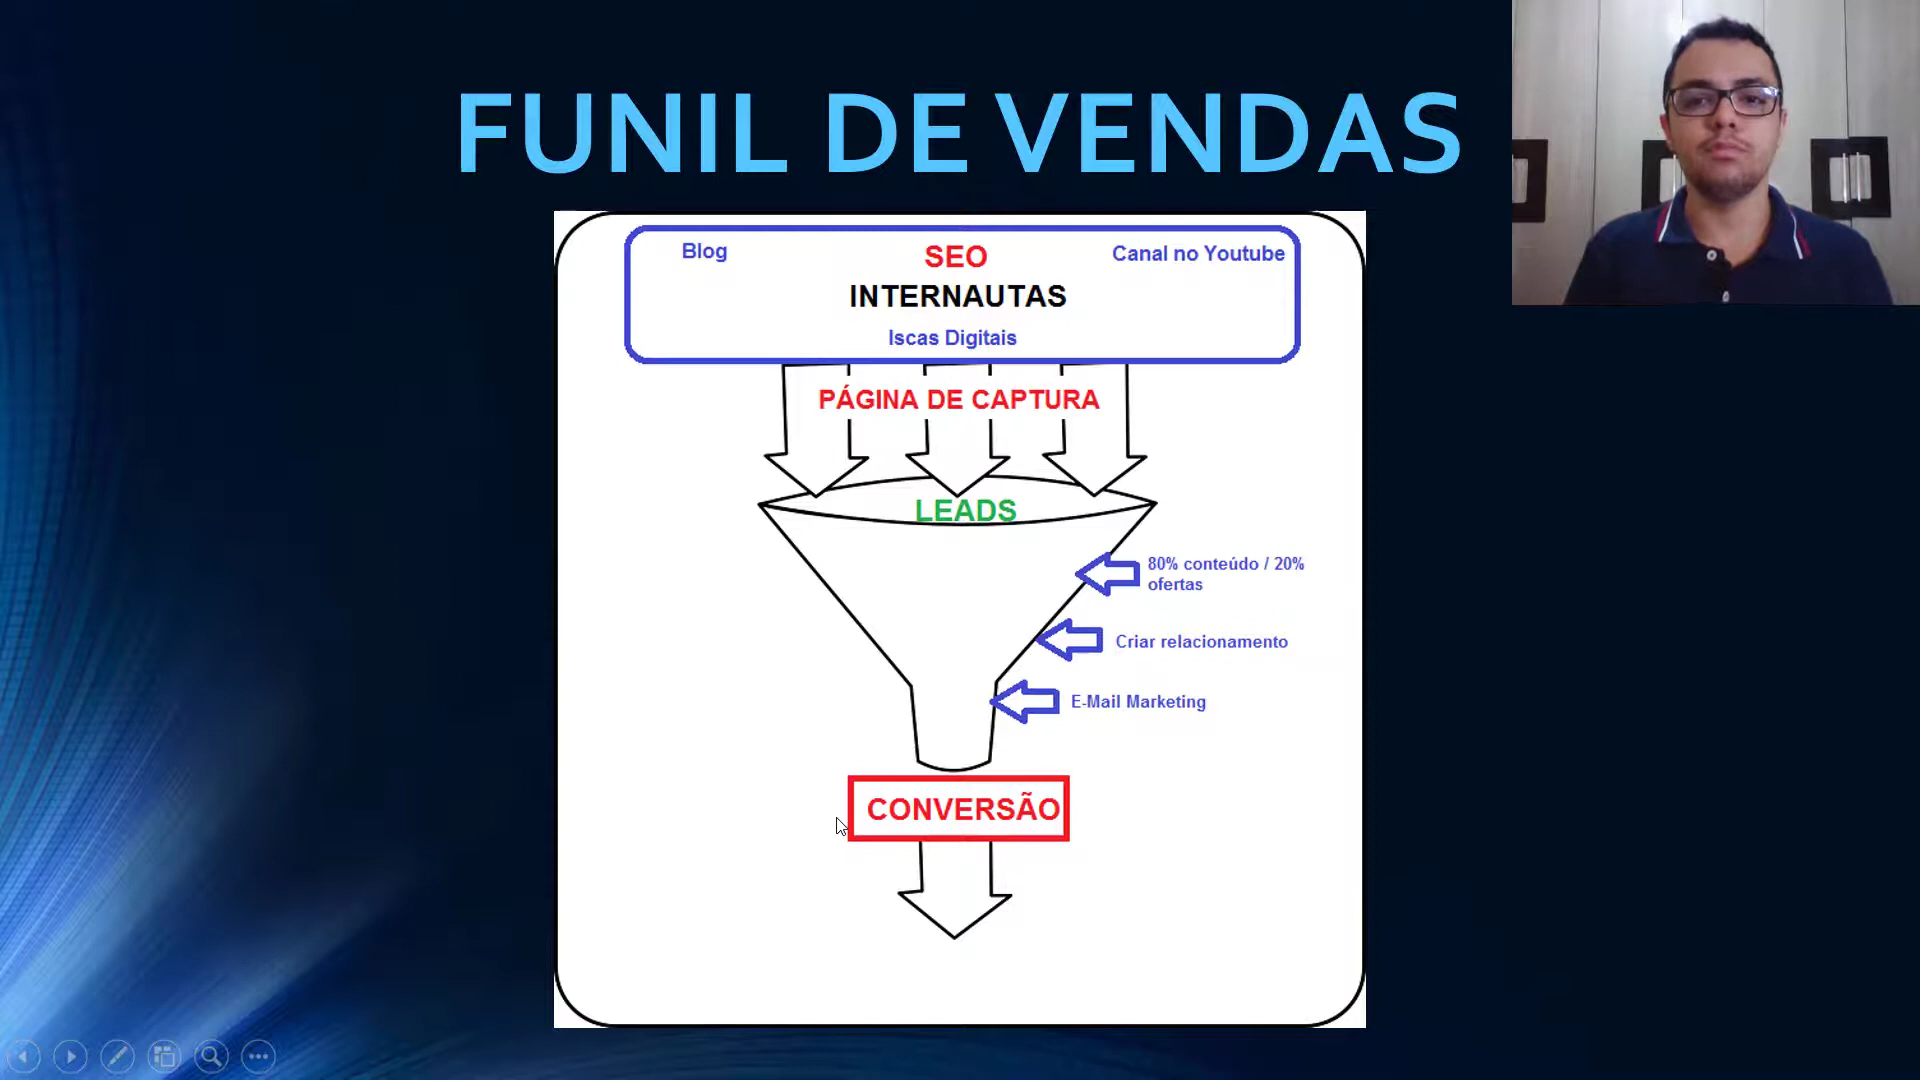 FUNIL DE VENDAS
Blog
SEO
Canal no Youtube
INTERNAUTAS
Iscas Digitais
PÁGINA DE CAPTURA
LEADS
80% conteúdo / 20%
ofertas
Criar relacionamento
E-Mail Marketing
CONVERSÃO